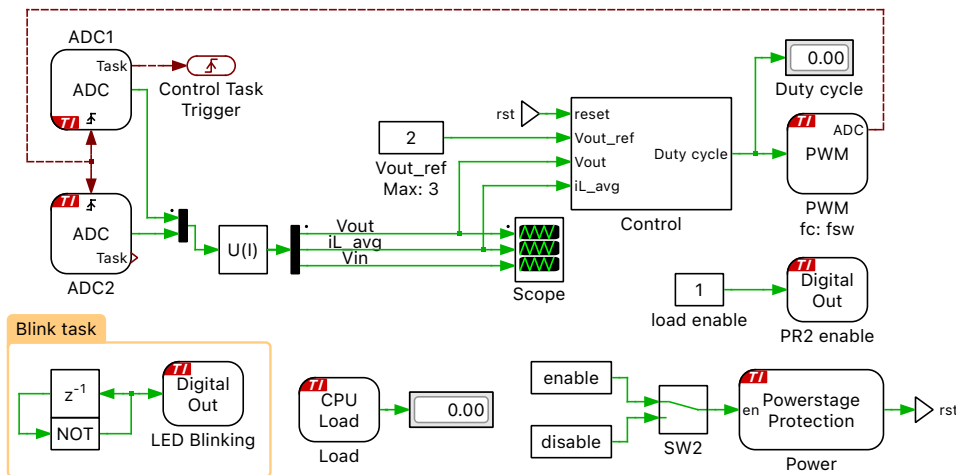 ADC1
Task
ADC
TI
Control Task
Trigger
TI
ADC
Task
ADC2
U(I)
Vout
iL_avg
Vin
Scope
rst
2
Vout_ref
Max: 3
reset
Vout_ref
Vout
iL_avg
Duty cycle
Control
0.00
Duty cycle
TI
ADC
PWM
PWM
fc: fsw
1
load enable
TI
Digital
Out
PR2 enable
Blink task
z-1
NOT
TI
Digital
Out
LED Blinking
TI
CPU
Load
Load
0.00
enable
disable
SW2
TI
en
Powerstage
Protection
Power
rst